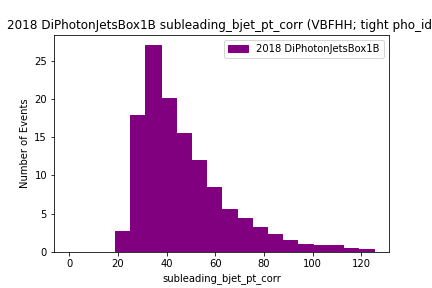 2018 DiPhotonJetsBox1B subleading_bjet_pt_corr (VBFHH; tight pho_id
2018 DiPhotonJetsBox1B
25
20
15
10
5
0
Number of Events
0 20 40 60 80 100 120
subleading_bjet_pt_corr